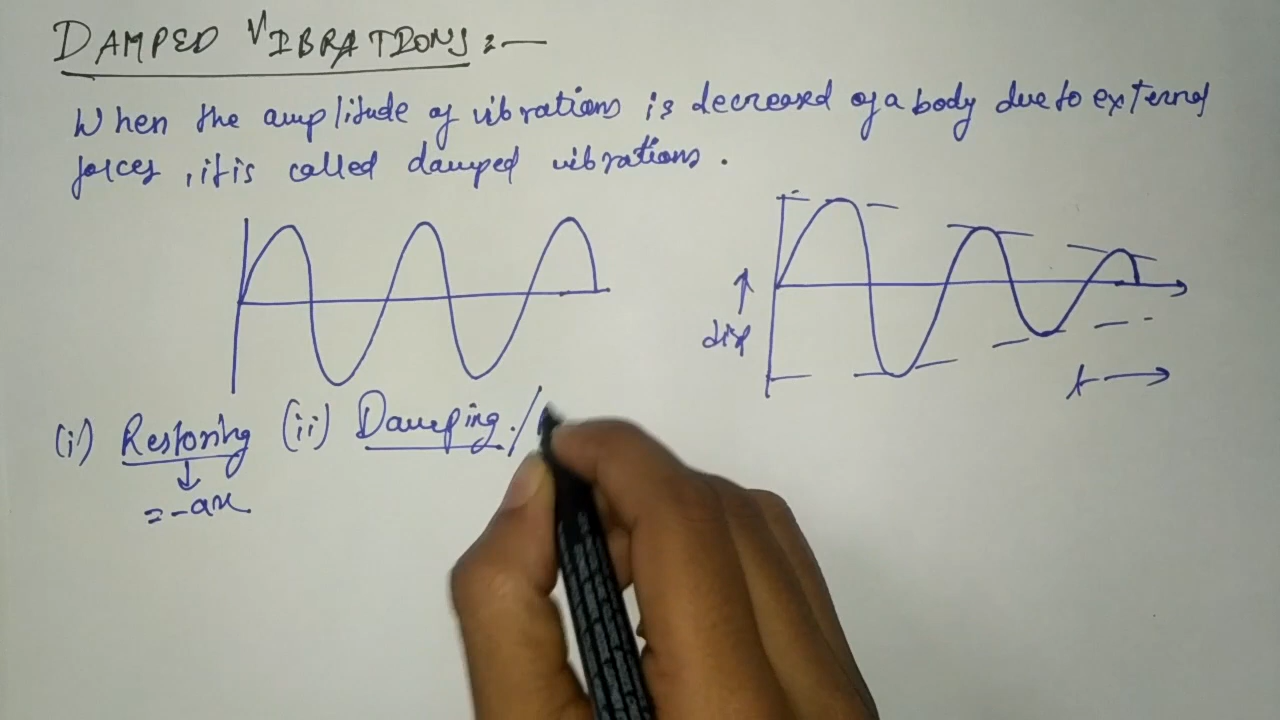 DAMPED VIBRATIONS :-
When the amplitude of vibrations is decreased of a body due to external
forces, it is called damped vibrations.
disp
t
(i) Restoring (ii) Damping. /
= -ax